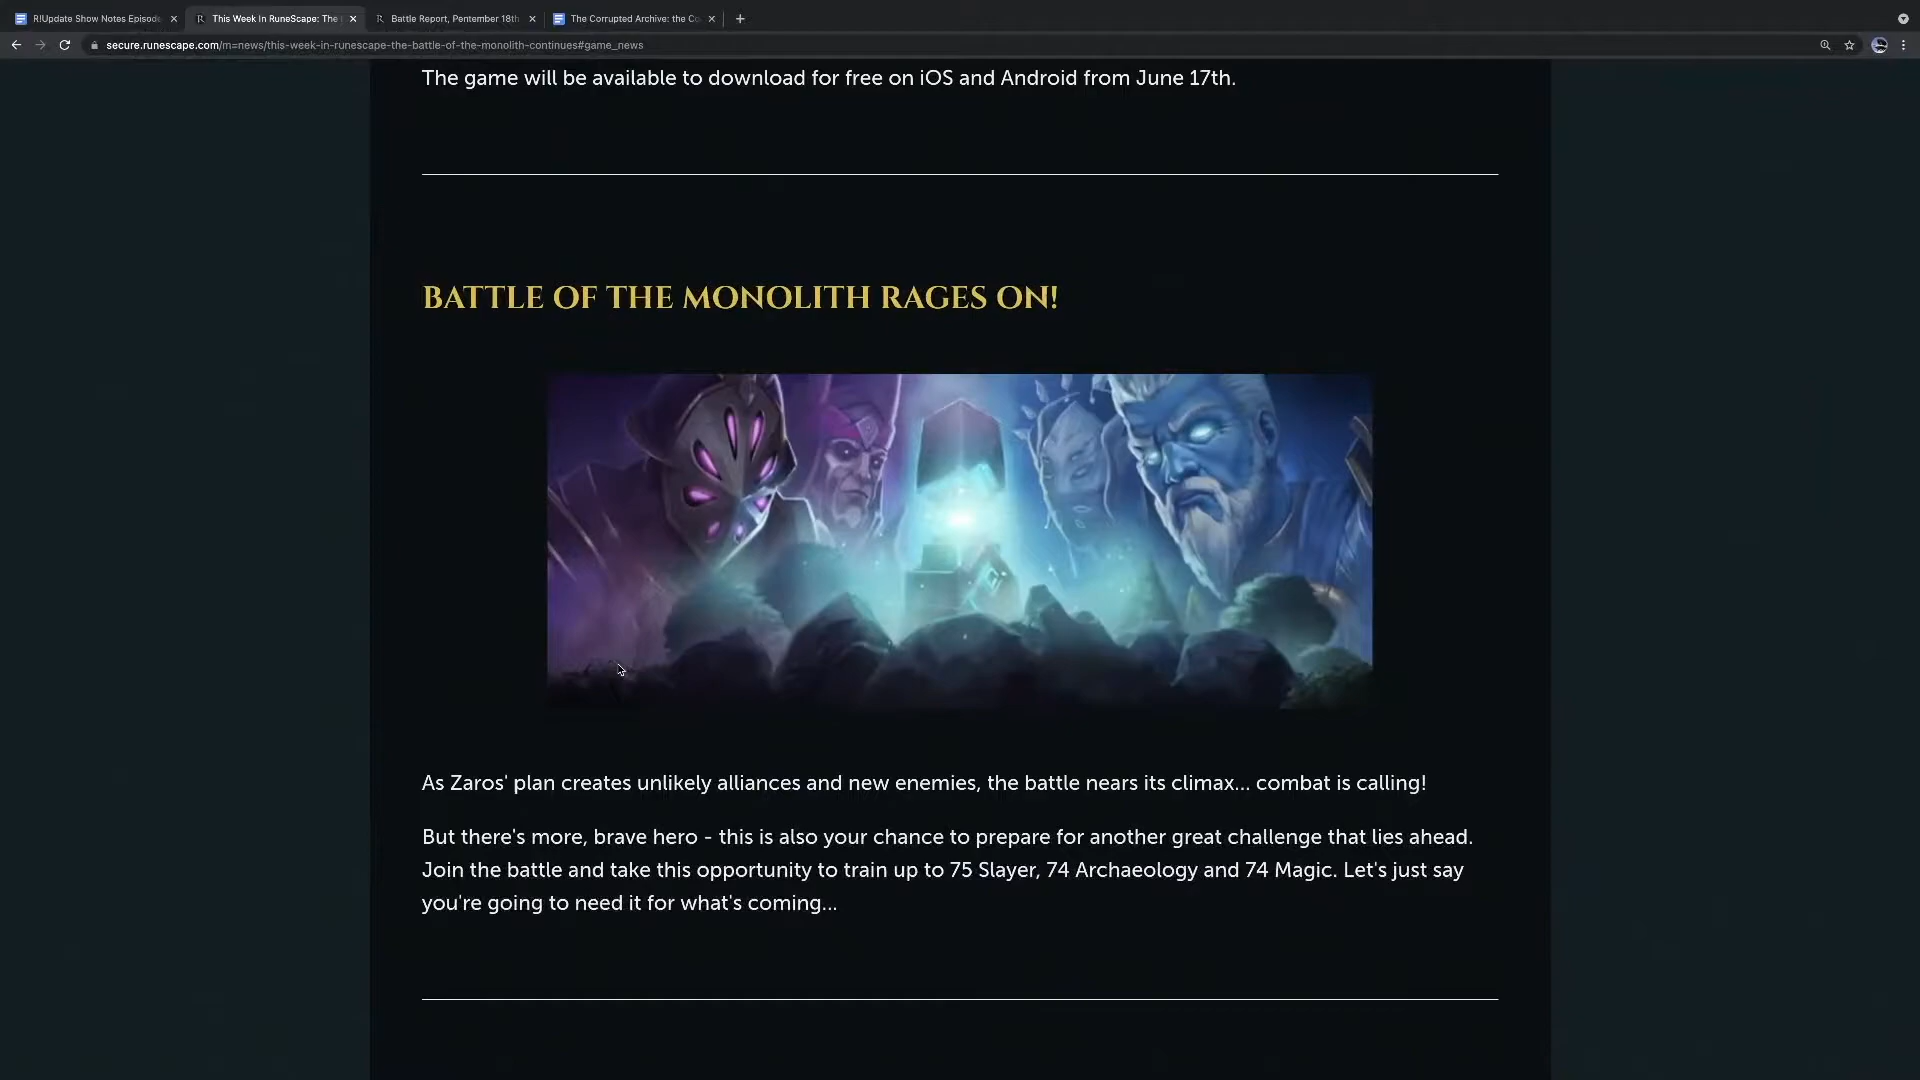 R!Update Show Notes Episode
This Week In RuneScape: The
Battle Report, Pentember 18th
The Corrupted Archive: the Co
secure.runescape.com/m=news/this-week-in-runescape-the-battle-of-the-monolith-continues#game_news
The game will be available to download for free on iOS and Android from June 17th.
BATTLE OF THE MONOLITH RAGES ON!
As Zaros' plan creates unlikely alliances and new enemies, the battle nears its climax... combat is calling!
But there's more, brave hero - this is also your chance to prepare for another great challenge that lies ahead.
Join the battle and take this opportunity to train up to 75 Slayer, 74 Archaeology and 74 Magic. Let's just say
you're going to need it for what's coming...